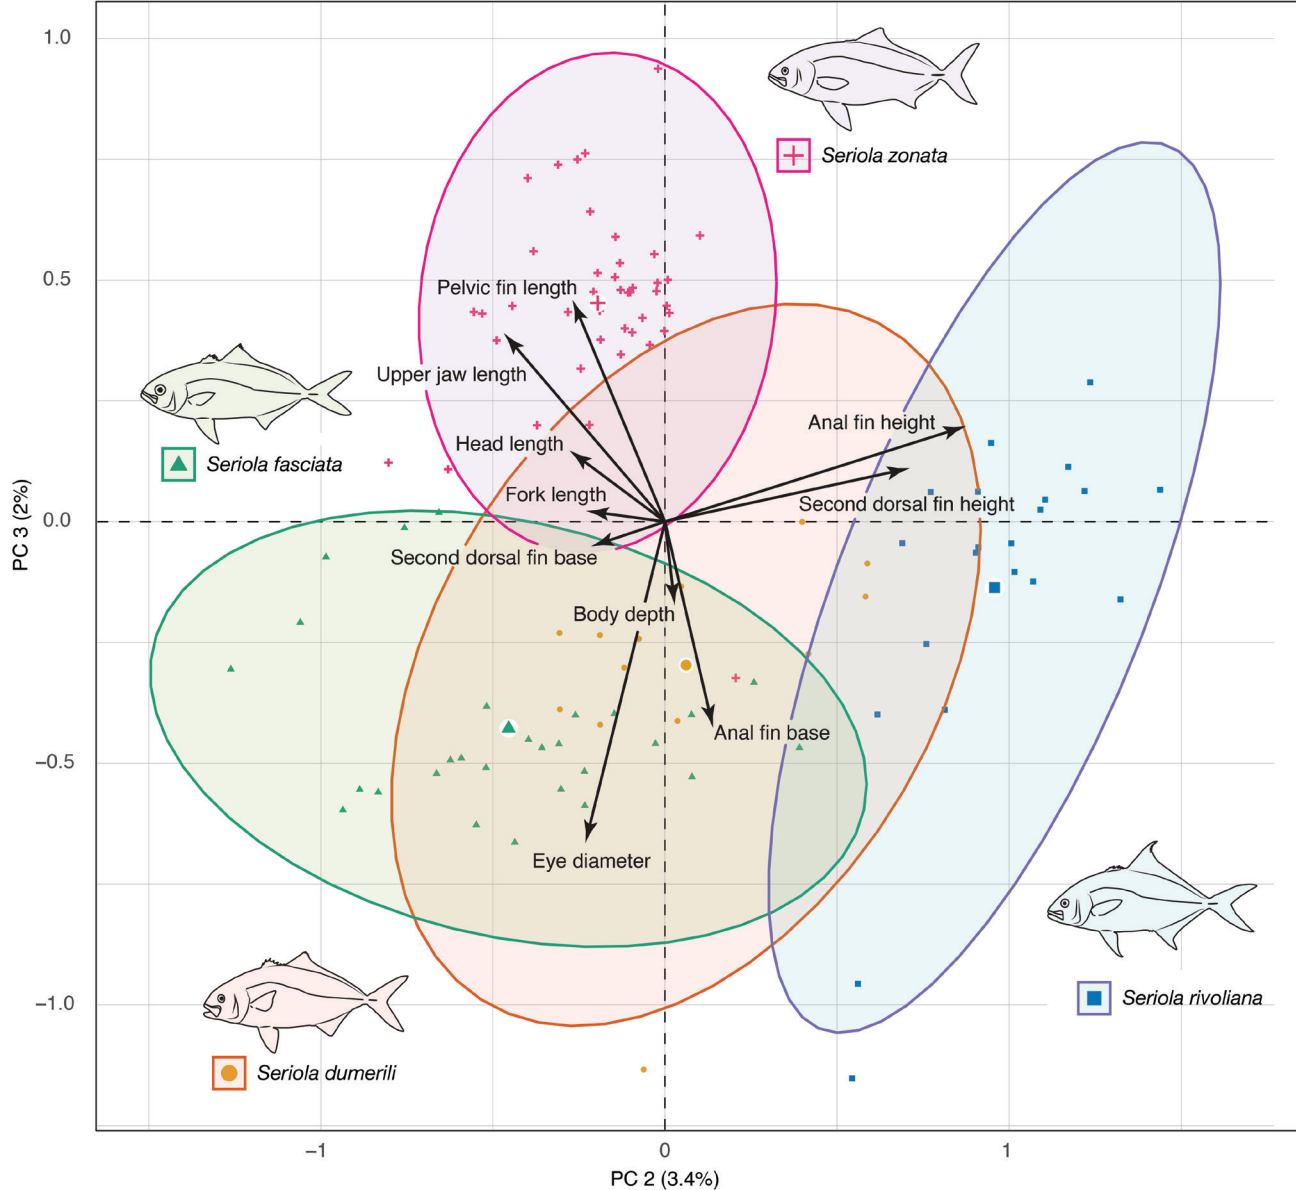 1.0
Seriola zonata
0.5
Pelvic fin length
Upper jaw length
Anal fin height
Head length
Seriola fasciata
Fork length
Second dorsal fin height
0.0
Second dorsal fin base
Body depth
Anal fin base
−0.5
Eye diameter
Seriola rivoliana
−1.0
Seriola dumerili
PC 3 (2%)
−1
0
1
PC 2 (3.4%)